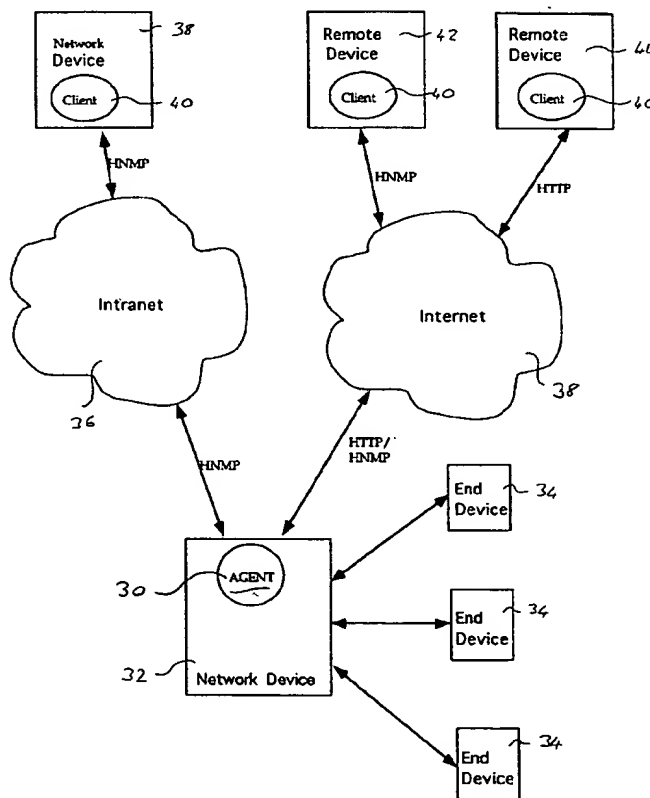 Network
Device
38
Client
40
Remote
Device
42
Client
40
Remote
Device
Client
HNMP
HNMP
HTTP
Intranet
Internet
36
38
HNMP
HTTP/
HNMP
End
Device
34
AGENT
30
End
Device
34
32
Network Device
End
Device
34